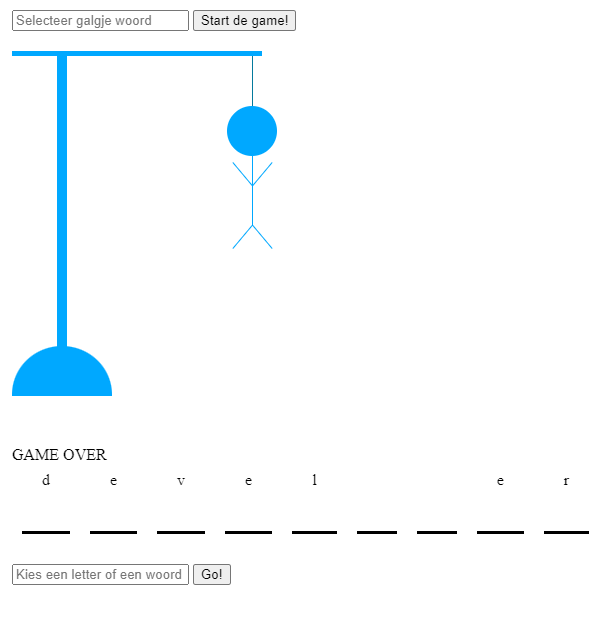 Selecteer galgje woord Start de game!
GAME OVER
d e v e l e r
Kies een letter of een woord Go!